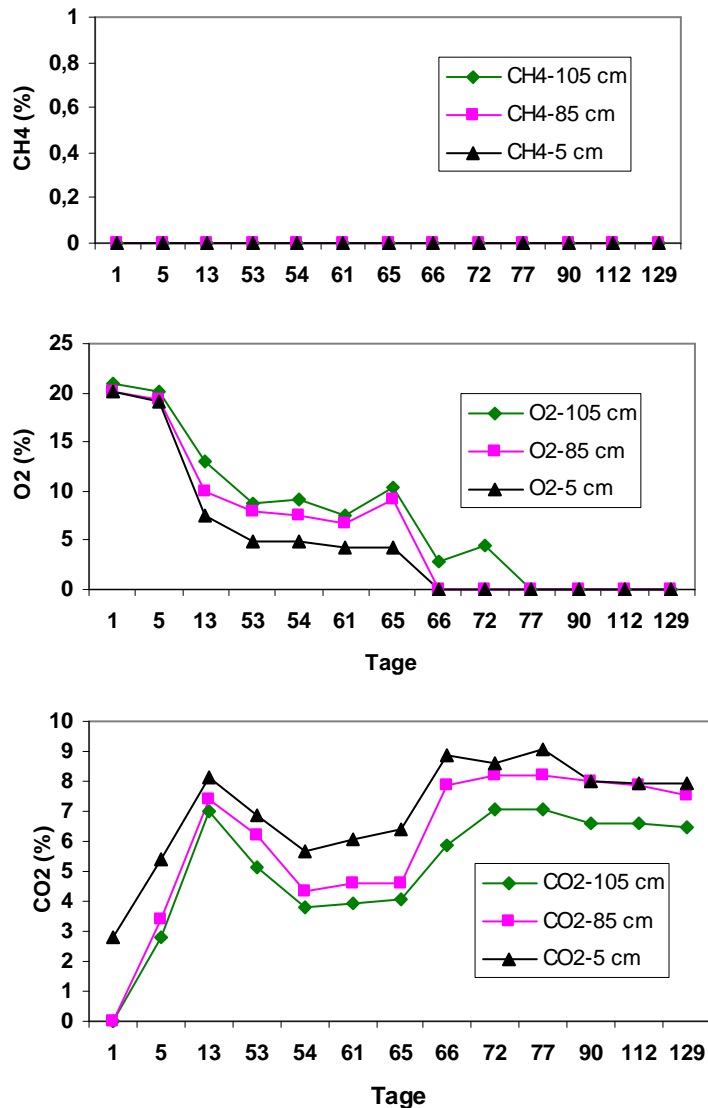 CH4 (%)
1
0,8
0,6
0,4
0,2
0
CH4-105 cm
CH4-85 cm
CH4-5 cm
1 5 13 53 54 61 65 66 72 77 90 112 129
O2 (%)
25
20
15
10
5
0
O2-105 cm
O2-85 cm
O2-5 cm
1 5 13 53 54 61 65 66 72 77 90 112 129
Tage
CO2 (%)
10
9
8
7
6
5
4
3
2
1
0
CO2-105 cm
CO2-85 cm
CO2-5 cm
1 5 13 53 54 61 65 66 72 77 90 112 129
Tage